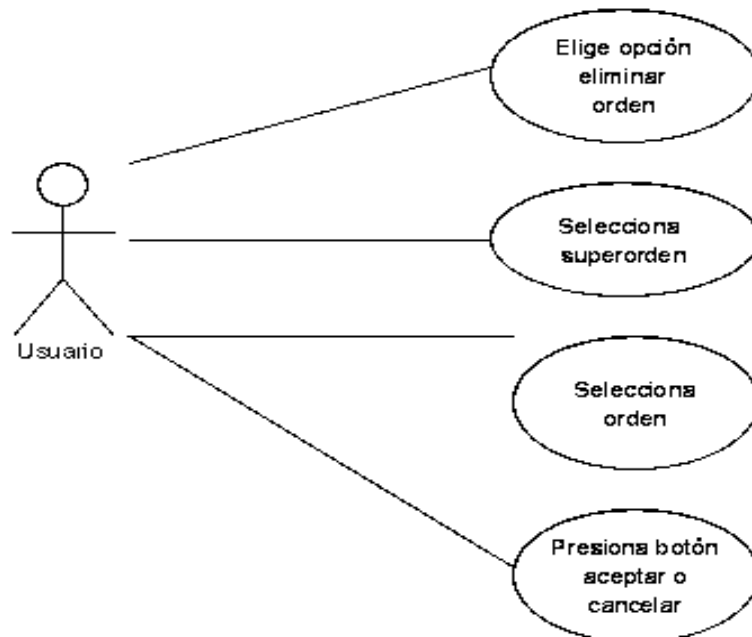 Elige opción
eliminar
orden
Selecciona
superorden
Usuario
Selecciona
orden
Presiona botón
aceptar o
cancelar